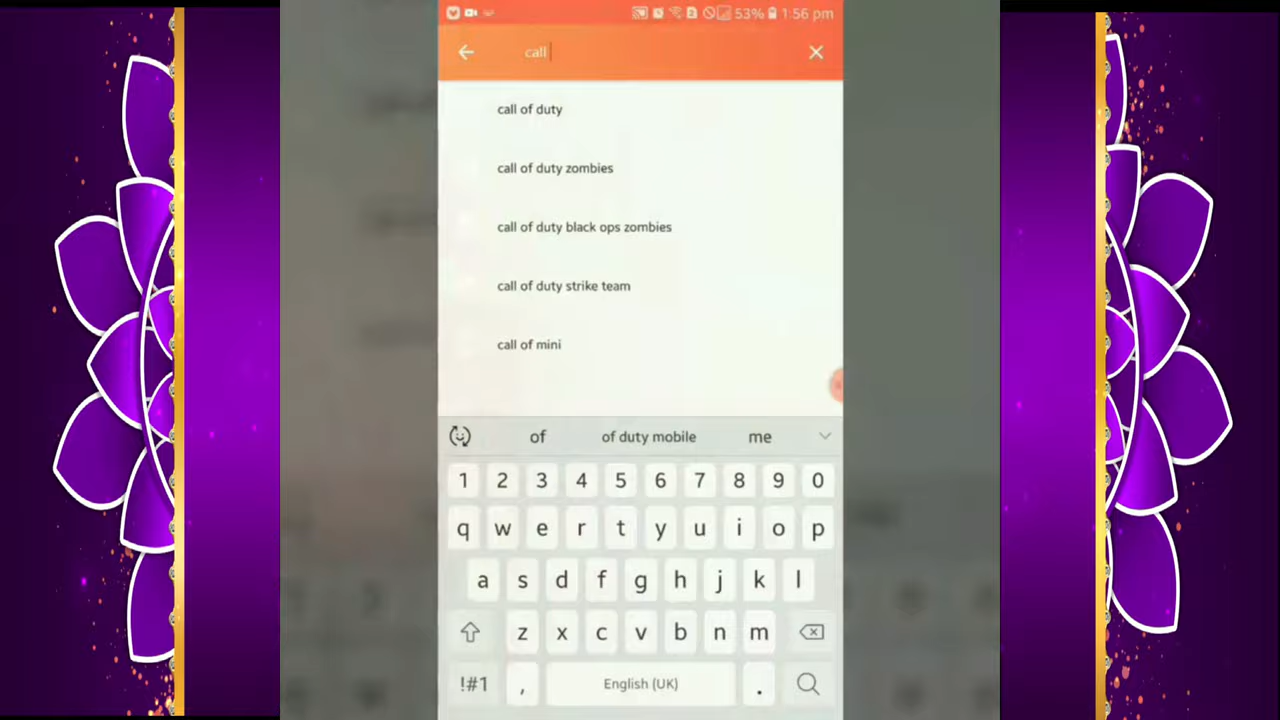 53% 1:56 pm
call
call of duty
call of duty zombies
call of duty black ops zombies
call of duty strike team
call of mini
of of duty mobile me
1 2 3 4 5 6 7 8 9 0
q w e r t y u i o p
a s d f g h j k l
z x c v b n m
!#1 , English (UK) .